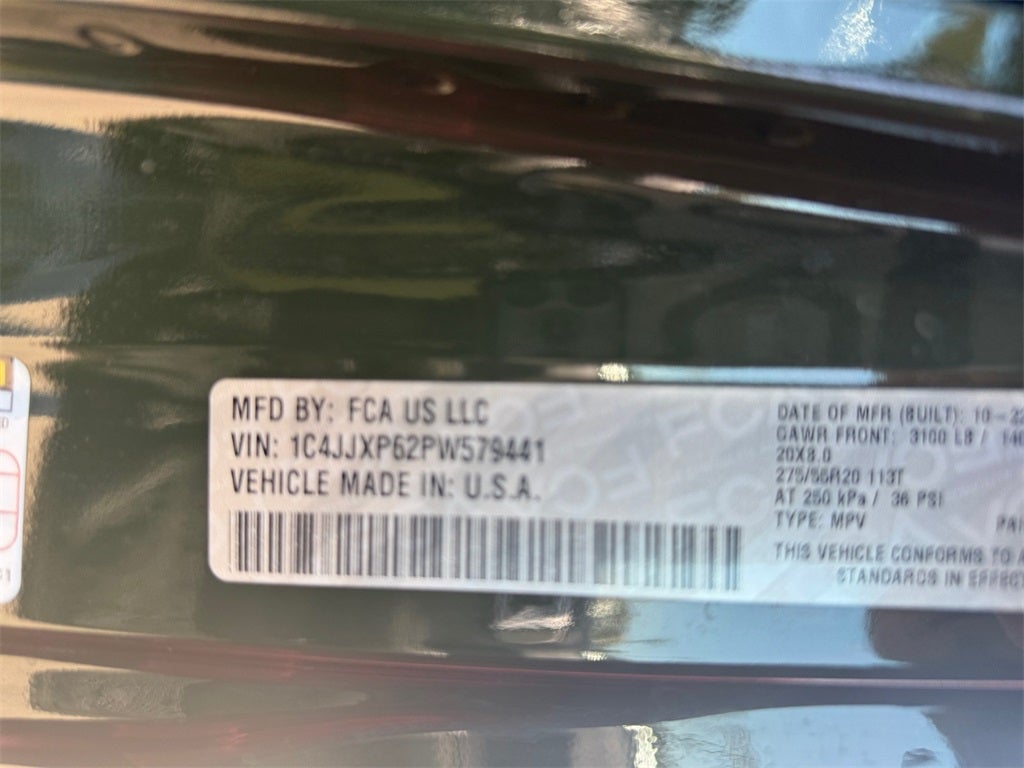 MFD BY: FCA US LLC
VIN: 1C4JJXP62PW579441
VEHICLE MADE IN: U.S.A.
DATE OF MFR (BUILT): 10-22
GAWR FRONT: 3100 LB / 140
20X8.0
275/55R20 113T
AT 250 kPa / 36 PSI
TYPE: MPV PAI
THIS VEHICLE CONFORMS TO A
STANDARDS IN EFFECT